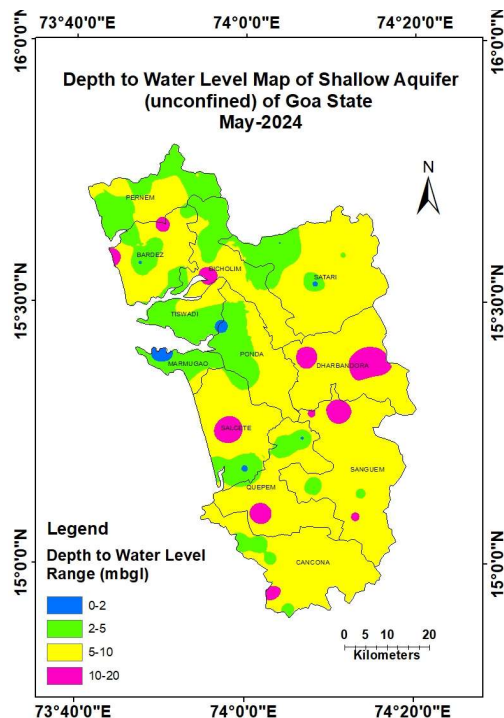 73°40'0"E 74°0'0"E 74°20'0"E
16°0'0"N 16°0'0"N
Depth to Water Level Map of Shallow Aquifer
(unconfined) of Goa State
May-2024
N
PERNEM
BARDEZ
BICHOLIM
SATARI
15°30'0"N 15°30'0"N
TISWADI
PONDA
MARMUGAO
DHARBANDORA
SALCETE
SANGUEM
QUEPEM
CANCONA
15°0'0"N 15°0'0"N
Legend
Depth to Water Level
Range (mbgl)
0-2
2-5
5-10
10-20
0 5 10 20
Kilometers
73°40'0"E 74°0'0"E 74°20'0"E